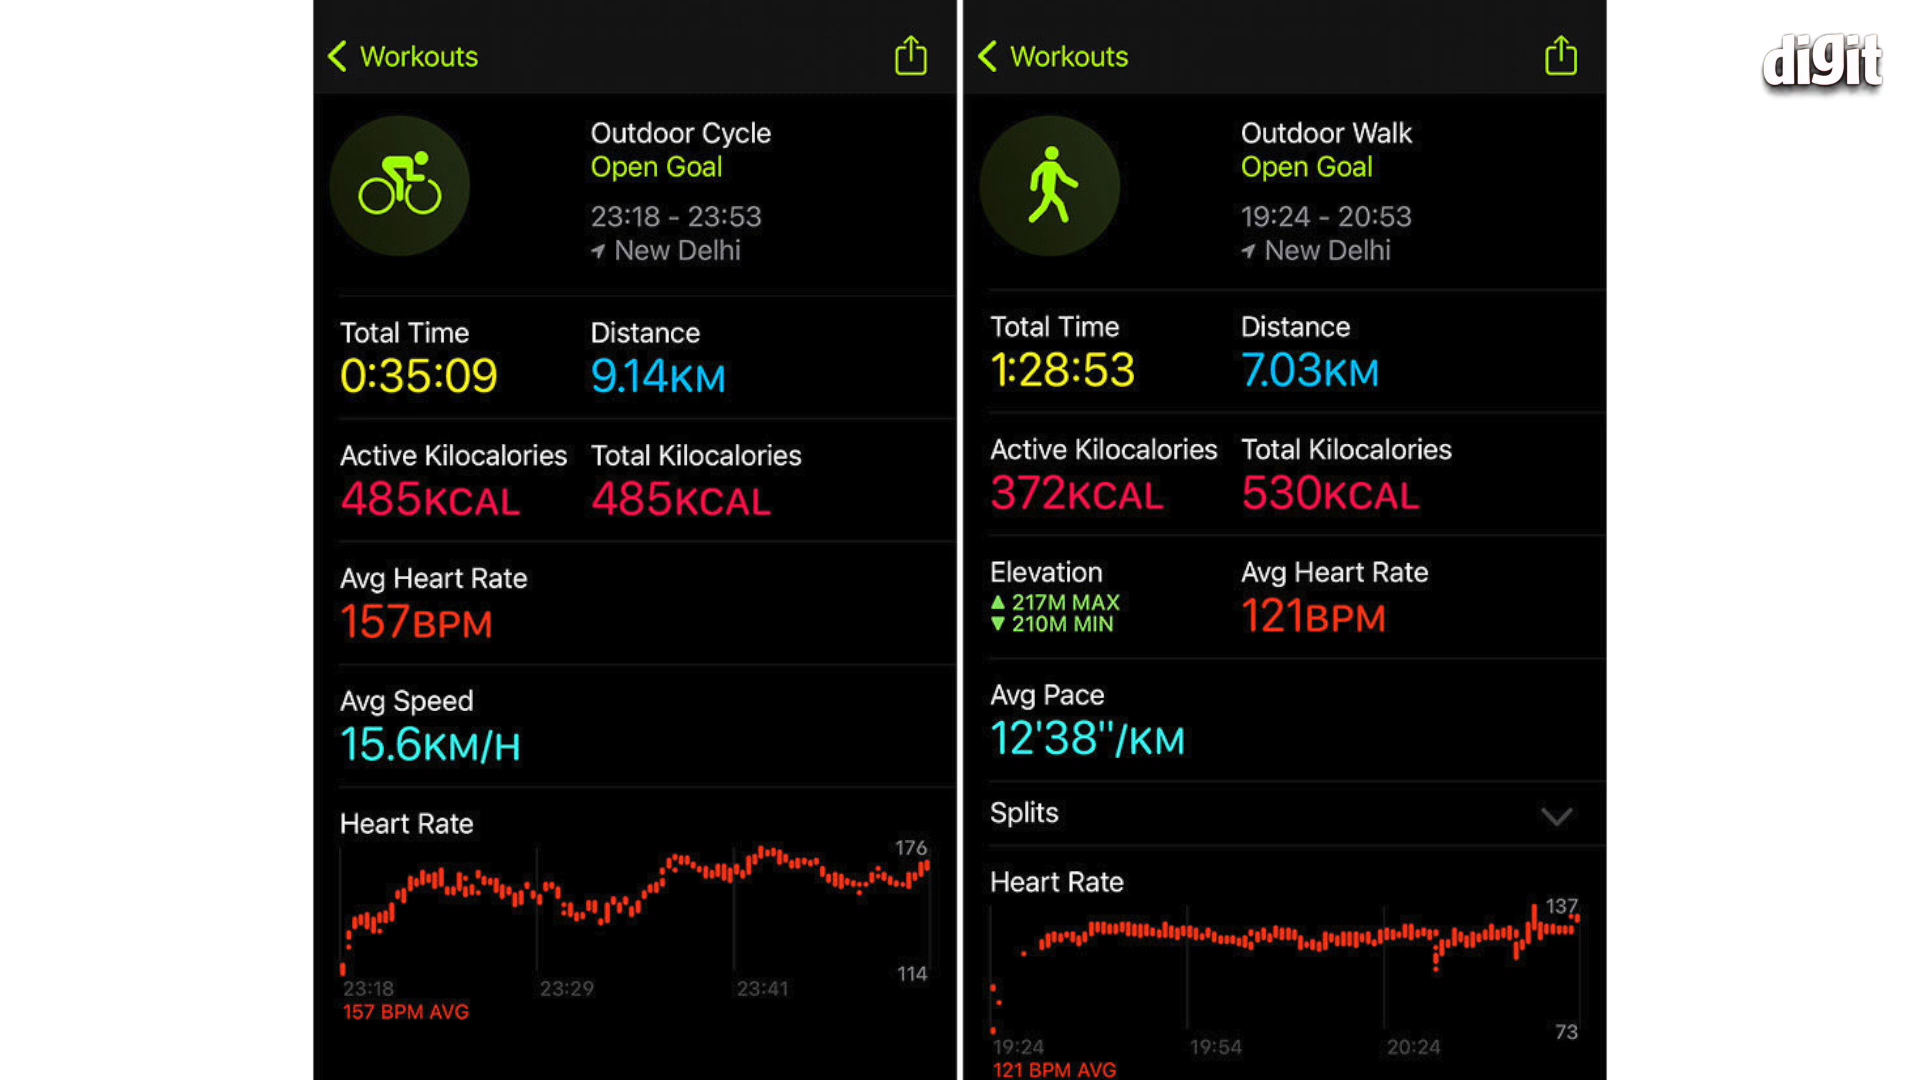 Workouts
Outdoor Cycle
Open Goal
23:18 - 23:53
New Delhi
Total Time
0:35:09
Distance
9.14KM
Active Kilocalories
485KCAL
Total Kilocalories
485KCAL
Avg Heart Rate
157BPM
Avg Speed
15.6KM/H
Heart Rate
176
114
23:18
23:29
23:41
157 BPM AVG
Workouts
Outdoor Walk
Open Goal
19:24 - 20:53
New Delhi
Total Time
1:28:53
Distance
7.03KM
Active Kilocalories
372KCAL
Total Kilocalories
530KCAL
Elevation
▲ 217M MAX
▼ 210M MIN
Avg Heart Rate
121BPM
Avg Pace
12'38"/KM
Splits
Heart Rate
137
73
19:24
19:54
20:24
121 BPM AVG
digit